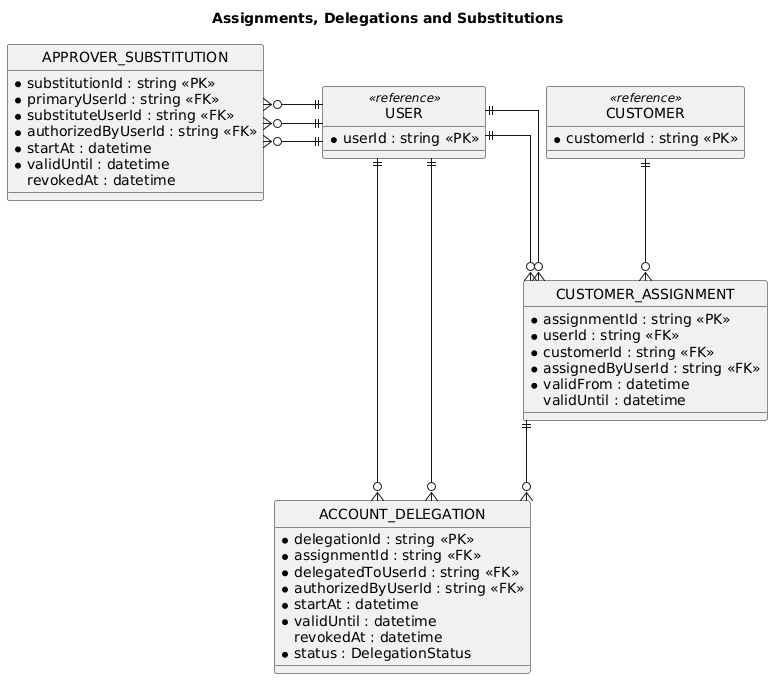 Assignments, Delegations and Substitutions
APPROVER_SUBSTITUTION
substitutionId : string «PK»
primaryUserId : string «FK»
substituteUserId : string «FK»
authorizedByUserId : string «FK»
startAt : datetime
validUntil : datetime
revokedAt : datetime
«reference»
USER
userId : string «PK»
«reference»
CUSTOMER
customerId : string «PK»
CUSTOMER_ASSIGNMENT
assignmentId : string «PK»
userId : string «FK»
customerId : string «FK»
assignedByUserId : string «FK»
validFrom : datetime
validUntil : datetime
ACCOUNT_DELEGATION
delegationId : string «PK»
assignmentId : string «FK»
delegatedToUserId : string «FK»
authorizedByUserId : string «FK»
startAt : datetime
validUntil : datetime
revokedAt : datetime
status : DelegationStatus